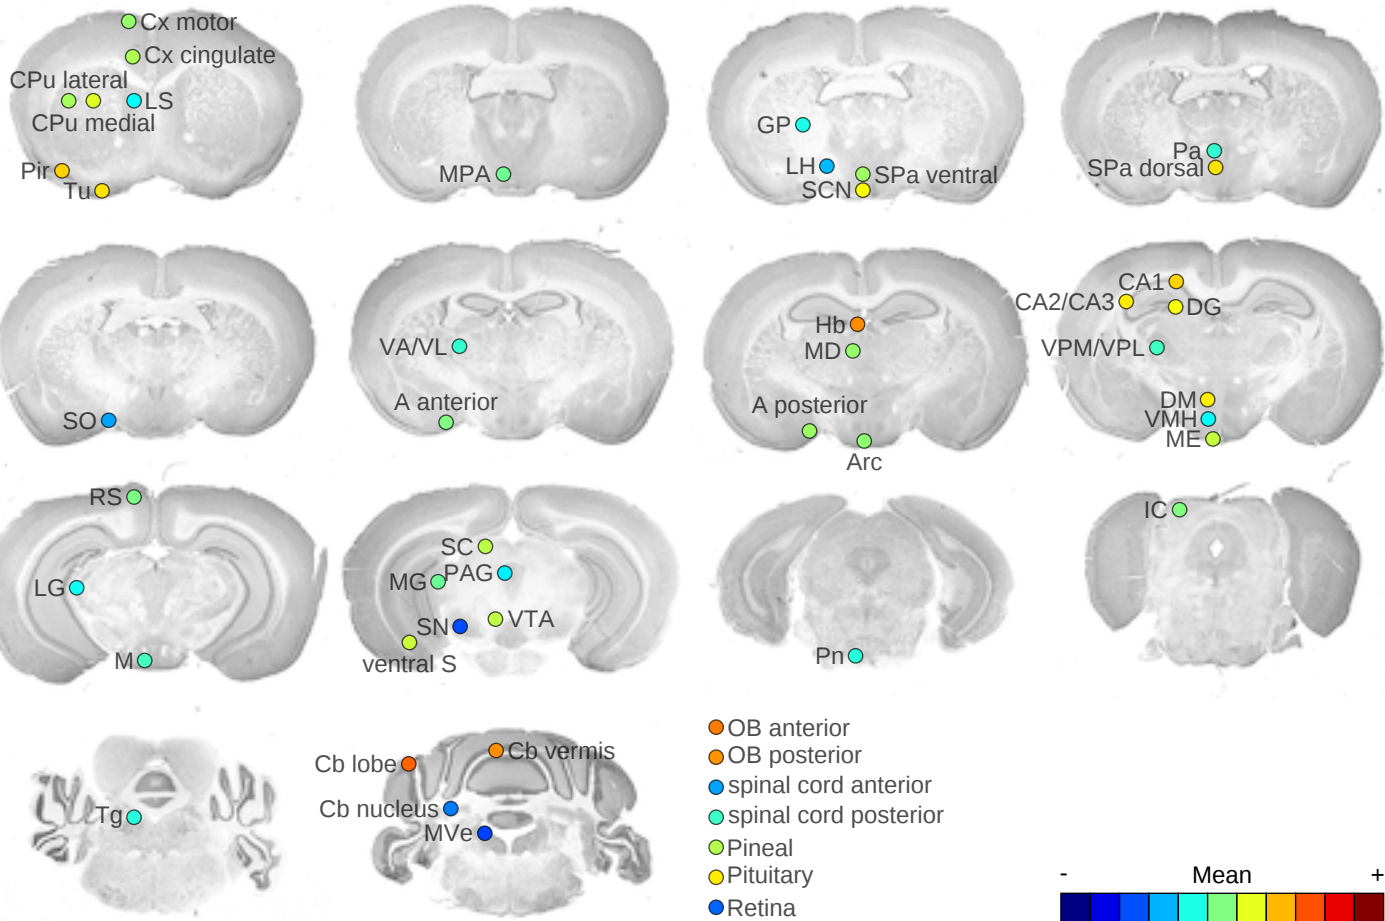 Cx motor
Cx cingulate
CPu lateral
LS
CPu medial
Pir
Tu
MPA
GP
LH
SPa ventral
SCN
Pa
SPa dorsal
SO
VA/VL
A anterior
Hb
MD
A posterior
Arc
CA1
CA2/CA3
DG
VPM/VPL
DM
VMH
ME
RS
LG
M
SC
MG
PAG
SN
VTA
ventral S
Pn
IC
Tg
Cb lobe
Cb vermis
Cb nucleus
MVe
OB anterior
OB posterior
spinal cord anterior
spinal cord posterior
Pineal
Pituitary
Retina
- Mean +